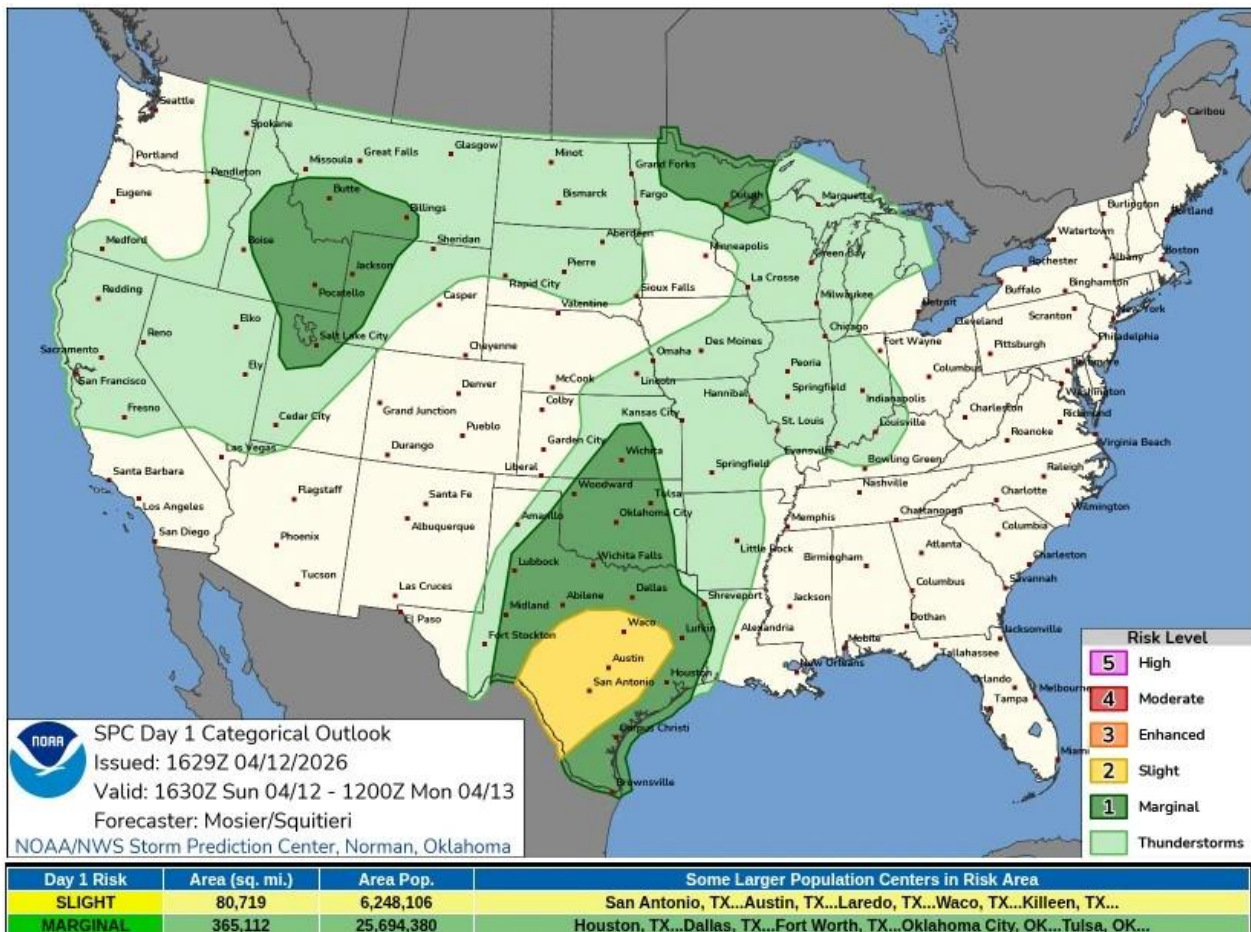 Seattle
Caribou
Spokane
Portland
Missoula
Great Falls
Glasgow
Minot
Grand Forks
Pendleton
Duluth
Marquette
Eugene
Butte
Billings
Bismarck
Fargo
Burlington
Portland
Medford
Boise
Sheridan
Aberdeen
Minneapolis
Green Bay
Watertown
Boston
Jackson
Pierre
Rochester
Albany
Redding
Pocatello
Rapid City
La Crosse
Buffalo
Binghamton
Casper
Valentine
Sioux Falls
Milwaukee
Detroit
Scranton
New York
Reno
Elko
Salt Lake City
Cheyenne
Des Moines
Chicago
Cleveland
Philadelphia
Sacramento
Omaha
Fort Wayne
Pittsburgh
San Francisco
Ely
Denver
McCook
Lincoln
Peoria
Columbus
Washington
Fresno
Cedar City
Grand Junction
Colby
Hannibal
Springfield
Indianapolis
Pueblo
Kansas City
St. Louis
Louisville
Charleston
Richmond
Las Vegas
Durango
Garden City
Evansville
Roanoke
Virginia Beach
Santa Barbara
Liberal
Wichita
Springfield
Bowling Green
Raleigh
Los Angeles
Flagstaff
Santa Fe
Woodward
Tulsa
Nashville
Charlotte
Wilmington
San Diego
Albuquerque
Amarillo
Oklahoma City
Memphis
Chattanooga
Columbia
Phoenix
Wichita Falls
Little Rock
Birmingham
Atlanta
Charleston
Tucson
Las Cruces
Lubbock
Abilene
Dallas
Shreveport
Columbus
Savannah
El Paso
Midland
Jackson
Fort Stockton
Waco
Lufkin
Alexandria
Dothan
Jacksonville
Austin
Mobile
Tallahassee
San Antonio
Houston
New Orleans
Orlando
Melbourne
Tampa
Corpus Christi
Miami
Brownsville
Risk Level
5 High
4 Moderate
3 Enhanced
2 Slight
1 Marginal
Thunderstorms
NOAA
SPC Day 1 Categorical Outlook
Issued: 1629Z 04/12/2026
Valid: 1630Z Sun 04/12 - 1200Z Mon 04/13
Forecaster: Mosier/Squitieri
NOAA/NWS Storm Prediction Center, Norman, Oklahoma
Day 1 Risk Area (sq. mi.) Area Pop. Some Larger Population Centers in Risk Area
SLIGHT 80,719 6,248,106 San Antonio, TX...Austin, TX...Laredo, TX...Waco, TX...Killeen, TX...
MARGINAL 365,112 25,694,380 Houston, TX...Dallas, TX...Fort Worth, TX...Oklahoma City, OK...Tulsa, OK...